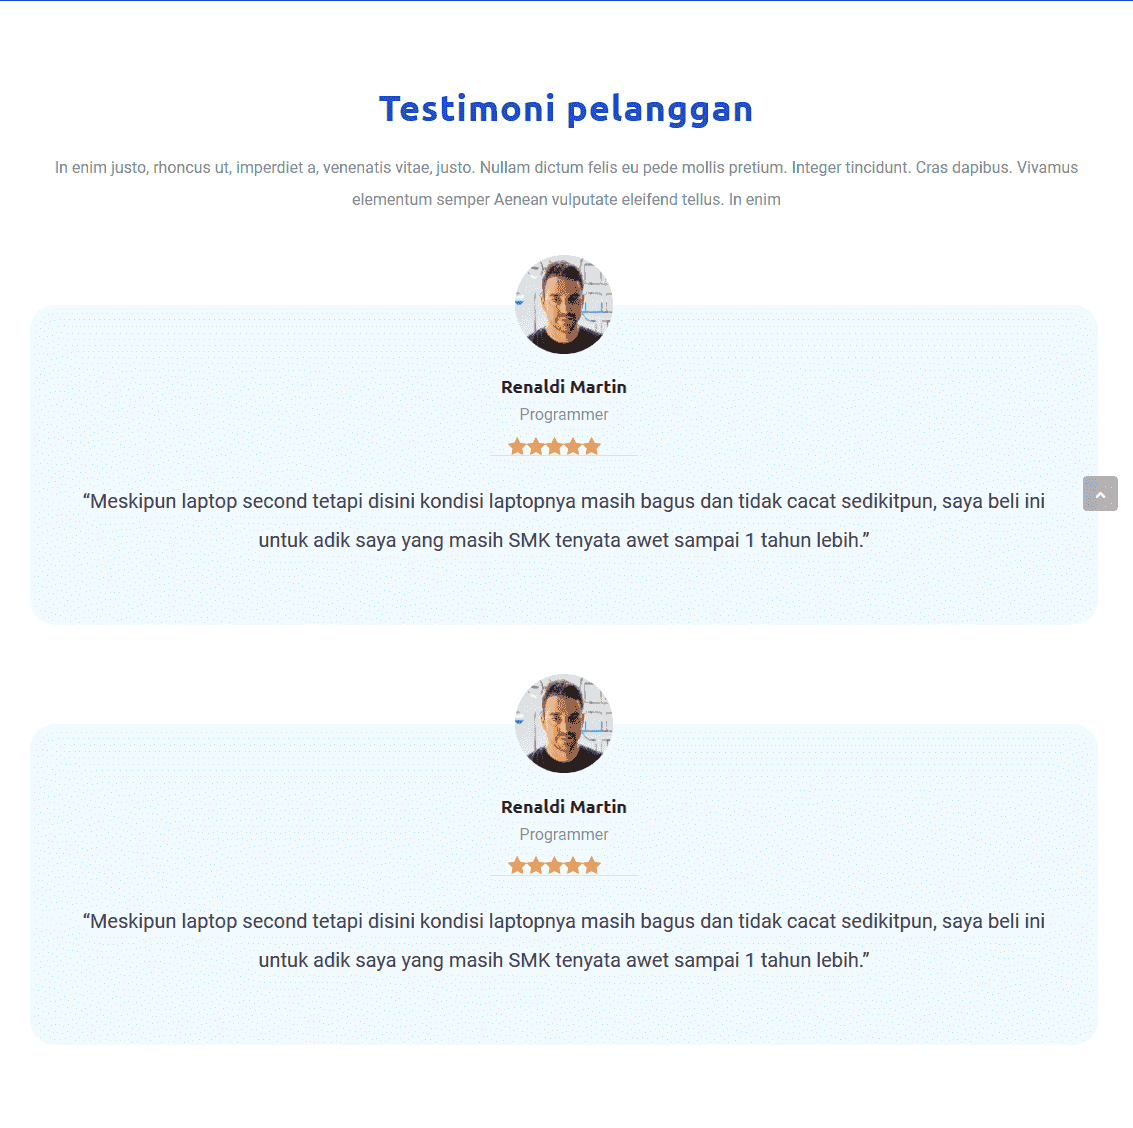 Testimoni pelanggan
In enim justo, rhoncus ut, imperdiet a, venenatis vitae, justo. Nullam dictum felis eu pede mollis pretium. Integer tincidunt. Cras dapibus. Vivamus
elementum semper Aenean vulputate eleifend tellus. In enim
Renaldi Martin
Programmer
“Meskipun laptop second tetapi disini kondisi laptopnya masih bagus dan tidak cacat sedikitpun, saya beli ini
untuk adik saya yang masih SMK tenyata awet sampai 1 tahun lebih.”
Renaldi Martin
Programmer
“Meskipun laptop second tetapi disini kondisi laptopnya masih bagus dan tidak cacat sedikitpun, saya beli ini
untuk adik saya yang masih SMK tenyata awet sampai 1 tahun lebih.”